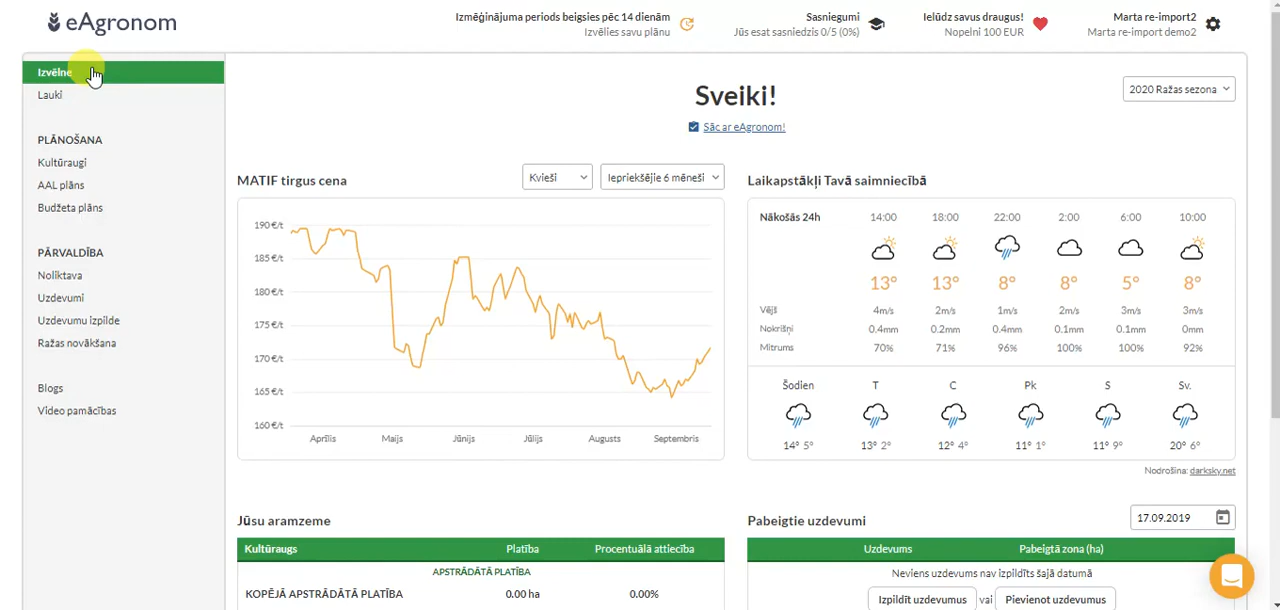 eAgronom
Izmēģinājuma periods beigsies pēc 14 dienām
Izvēlies savu plānu
Sasniegumi
Jūs esat sasniedzis 0/5 (0%)
Ielūdz savus draugus!
Nopelni 100 EUR
Marta re-import2
Marta re-import demo2
Izvēlne
Lauki
PLĀNOŠANA
Kultūraugi
AAL plāns
Budžeta plāns
PĀRVALDĪBA
Noliktava
Uzdevumi
Uzdevumu izpilde
Ražas novākšana
Blogs
Video pamācības
Sveiki!
Sāc ar eAgronom!
2020 Ražas sezona
MATIF tirgus cena
Kvieši
Iepriekšējie 6 mēneši
190 €/t
185 €/t
180 €/t
175 €/t
170 €/t
165 €/t
160 €/t
Aprīlis Maijs Jūnijs Jūlijs Augusts Septembris
Laikapstākļi Tavā saimniecībā
Nākošās 24h 14:00 18:00 22:00 2:00 6:00 10:00
13° 13° 8° 8° 5° 8°
Vējš 4m/s 2m/s 1m/s 2m/s 3m/s 3m/s
Nokrišņi 0.4mm 0.2mm 0.4mm 0.1mm 0.1mm 0mm
Mitrums 70% 71% 96% 100% 100% 92%
Šodien T C Pk S Sv.
14° 5° 13° 2° 12° 4° 11° 1° 11° 9° 20° 6°
Nodrošina: darksky.net
Jūsu aramzeme
Kultūraugs Platība Procentuālā attiecība
APSTRĀDĀTĀ PLATĪBA
KOPĒJĀ APSTRĀDĀTĀ PLATĪBA 0.00 ha 0.00%
Pabeigtie uzdevumi
17.09.2019
Uzdevums Pabeigtā zona (ha)
Neviens uzdevums nav izpildīts šajā datumā
Izpildīt uzdevumus vai Pievienot uzdevumus